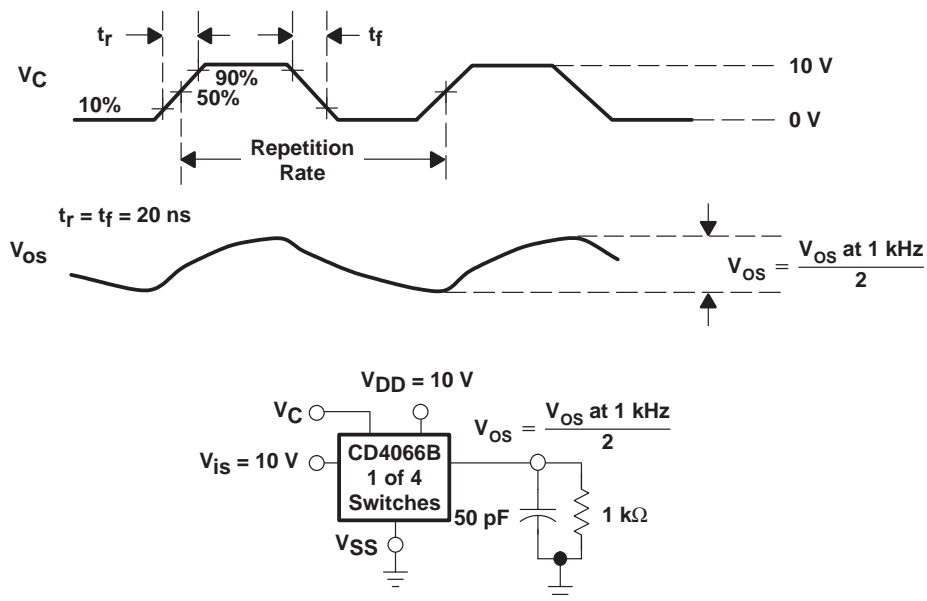 tr
tf
VC
10%
90%
50%
10 V
0 V
Repetition
Rate
tr = tf = 20 ns
Vos
VOS = VOS at 1 kHz
2
VDD = 10 V
VC
VOS = VOS at 1 kHz
2
Vis = 10 V
CD4066B
1 of 4
Switches
50 pF
1 kΩ
VSS